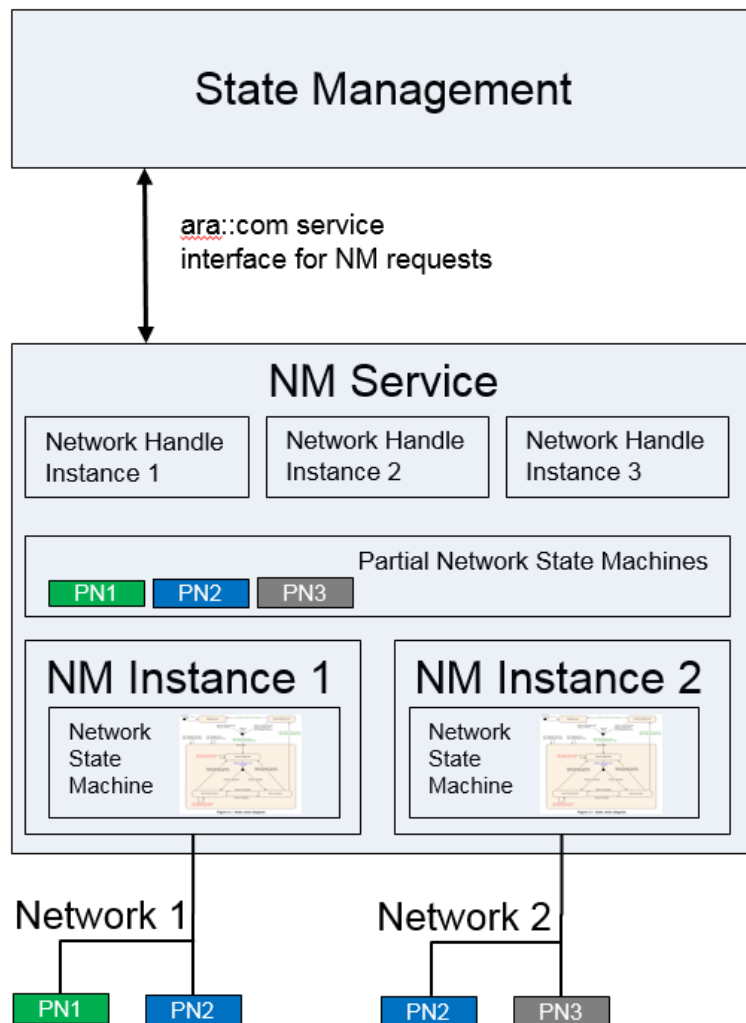 State Management
ara::com service
interface for NM requests
NM Service
Network Handle
Instance 1
Network Handle
Instance 2
Network Handle
Instance 3
Partial Network State Machines
PN1
PN2
PN3
NM Instance 1
Network
State
Machine
NM Instance 2
Network
State
Machine
Network 1
Network 2
PN1
PN2
PN2
PN3